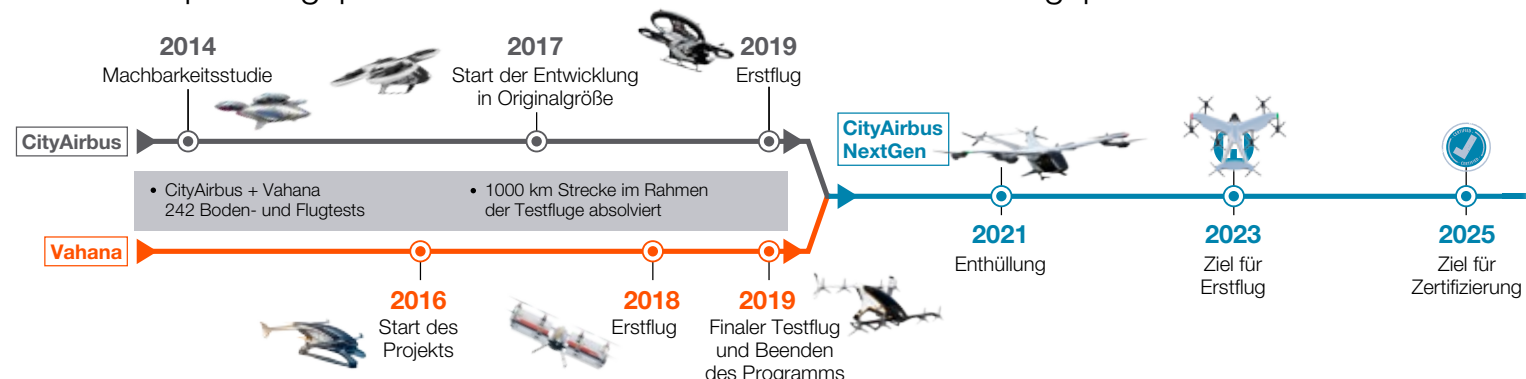 2014
Machbarkeitsstudie
2017
Start der Entwicklung
in Originalgröße
2019
Erstflug
CityAirbus
CityAirbus
NextGen
• CityAirbus + Vahana
242 Boden- und Flugtests
• 1000 km Strecke im Rahmen
der Testfluge absolviert
Vahana
2016
Start des
Projekts
2018
Erstflug
2019
Finaler Testflug
und Beenden
des Programms
2021
Enthüllung
2023
Ziel für
Erstflug
2025
Ziel für
Zertifizierung